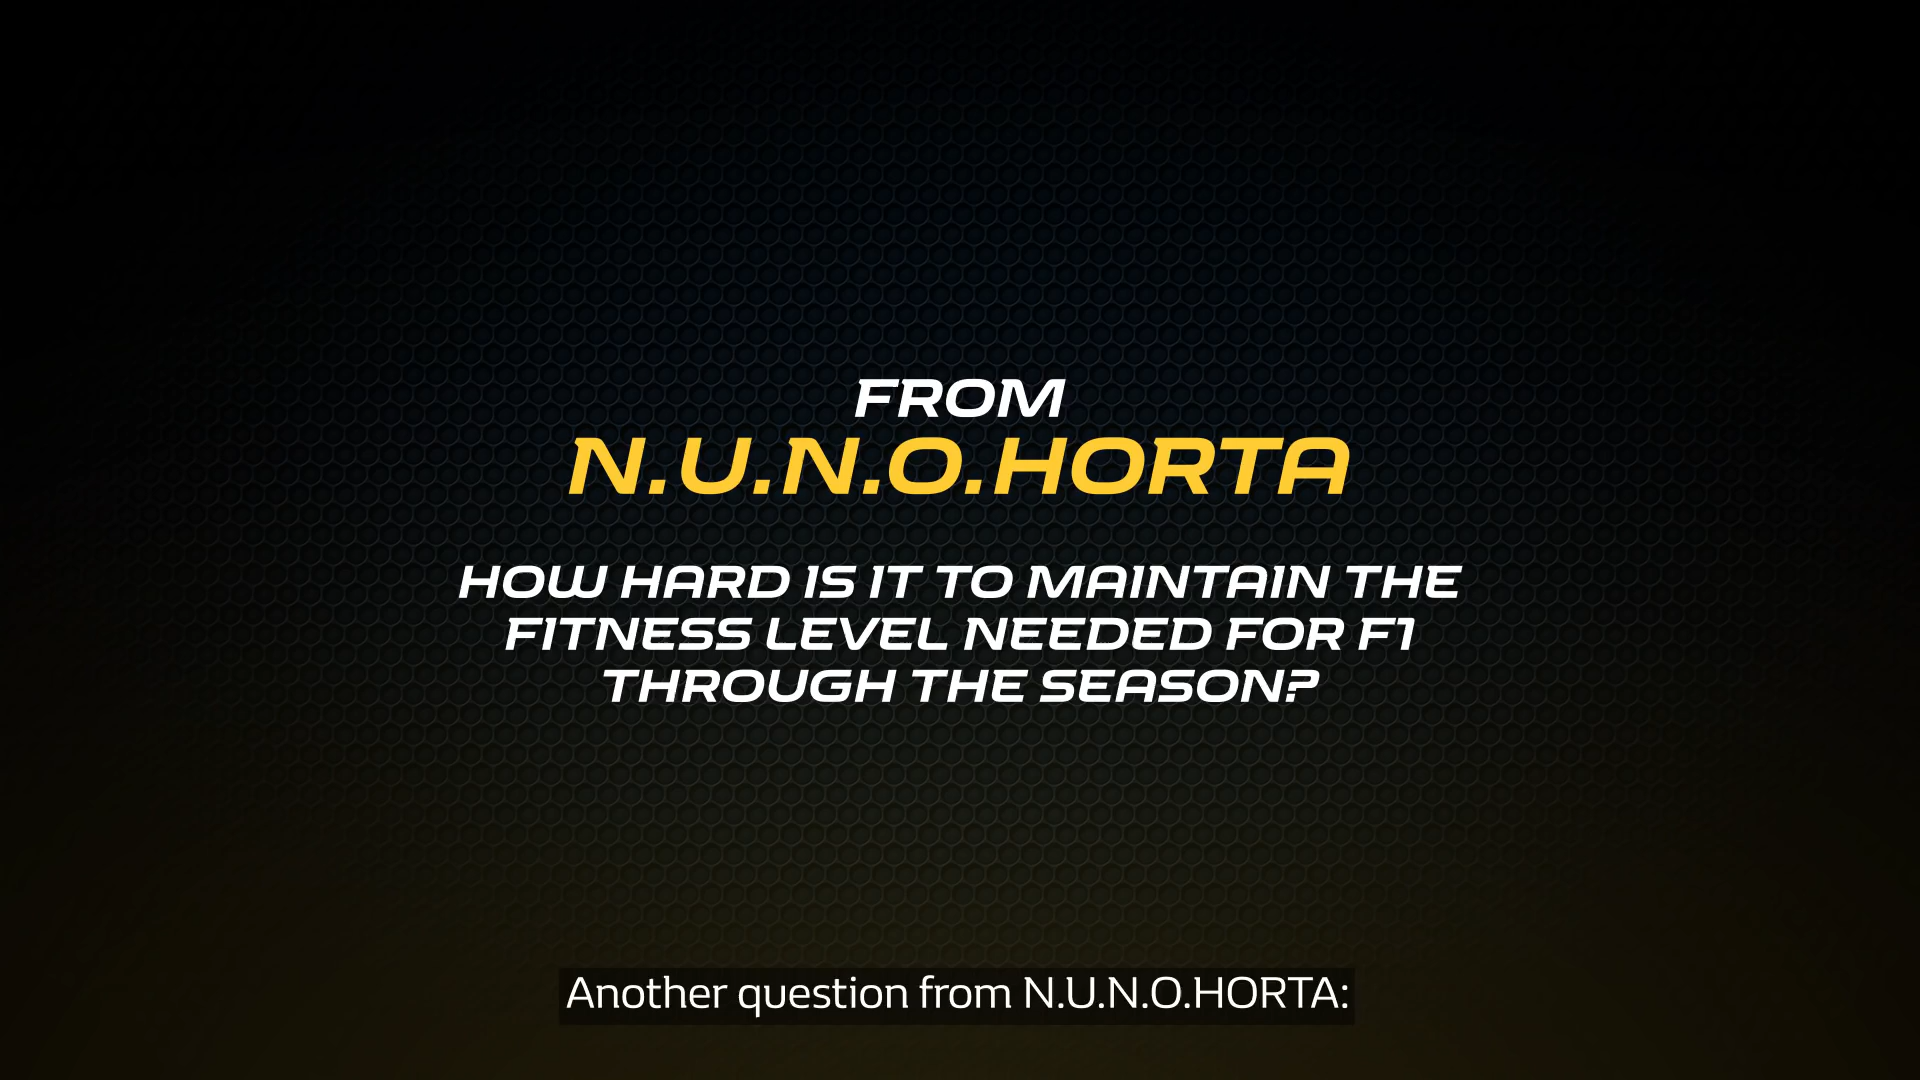 FROM
N.U.N.O.HORTA
HOW HARD IS IT TO MAINTAIN THE
FITNESS LEVEL NEEDED FOR F1
THROUGH THE SEASON?
Another question from N.U.N.O.HORTA: